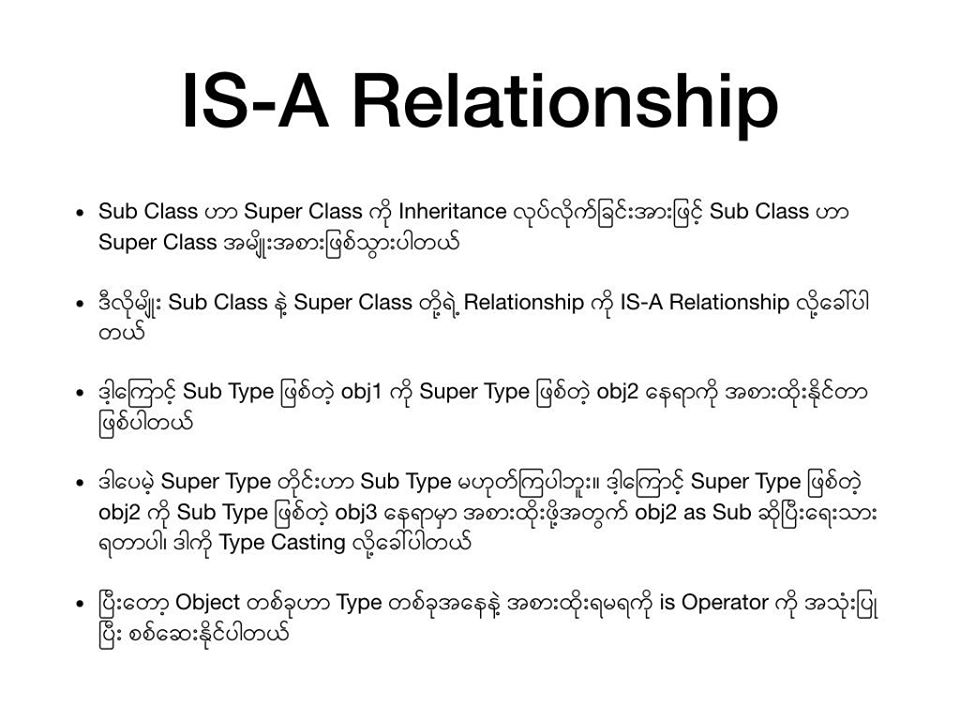 IS-A Relationship
• Sub Class ဟာ Super Class ကို Inheritance လုပ်လိုက်ခြင်းအားဖြင့် Sub Class ဟာ
Super Class အမျိုးအစားဖြစ်သွားပါတယ်
• ဒီလိုမျိုး Sub Class နဲ့ Super Class တို့ရဲ့ Relationship ကို IS-A Relationship လို့ခေါ်ပါ
တယ်
• ဒါ့ကြောင့် Sub Type ဖြစ်တဲ့ obj1 ကို Super Type ဖြစ်တဲ့ obj2 နေရာကို အစားထိုးနိုင်တာ
ဖြစ်ပါတယ်
• ဒါပေမဲ့ Super Type တိုင်းဟာ Sub Type မဟုတ်ကြပါဘူး။ ဒါ့ကြောင့် Super Type ဖြစ်တဲ့
obj2 ကို Sub Type ဖြစ်တဲ့ obj3 နေရာမှာ အစားထိုးဖို့အတွက် obj2 as Sub ဆိုပြီးရေးသား
ရတာပါ၊ ဒါကို Type Casting လို့ခေါ်ပါတယ်
• ပြီးတော့ Object တစ်ခုဟာ Type တစ်ခုအနေနဲ့ အစားထိုးရမရကို is Operator ကို အသုံးပြု
ပြီး စစ်ဆေးနိုင်ပါတယ်